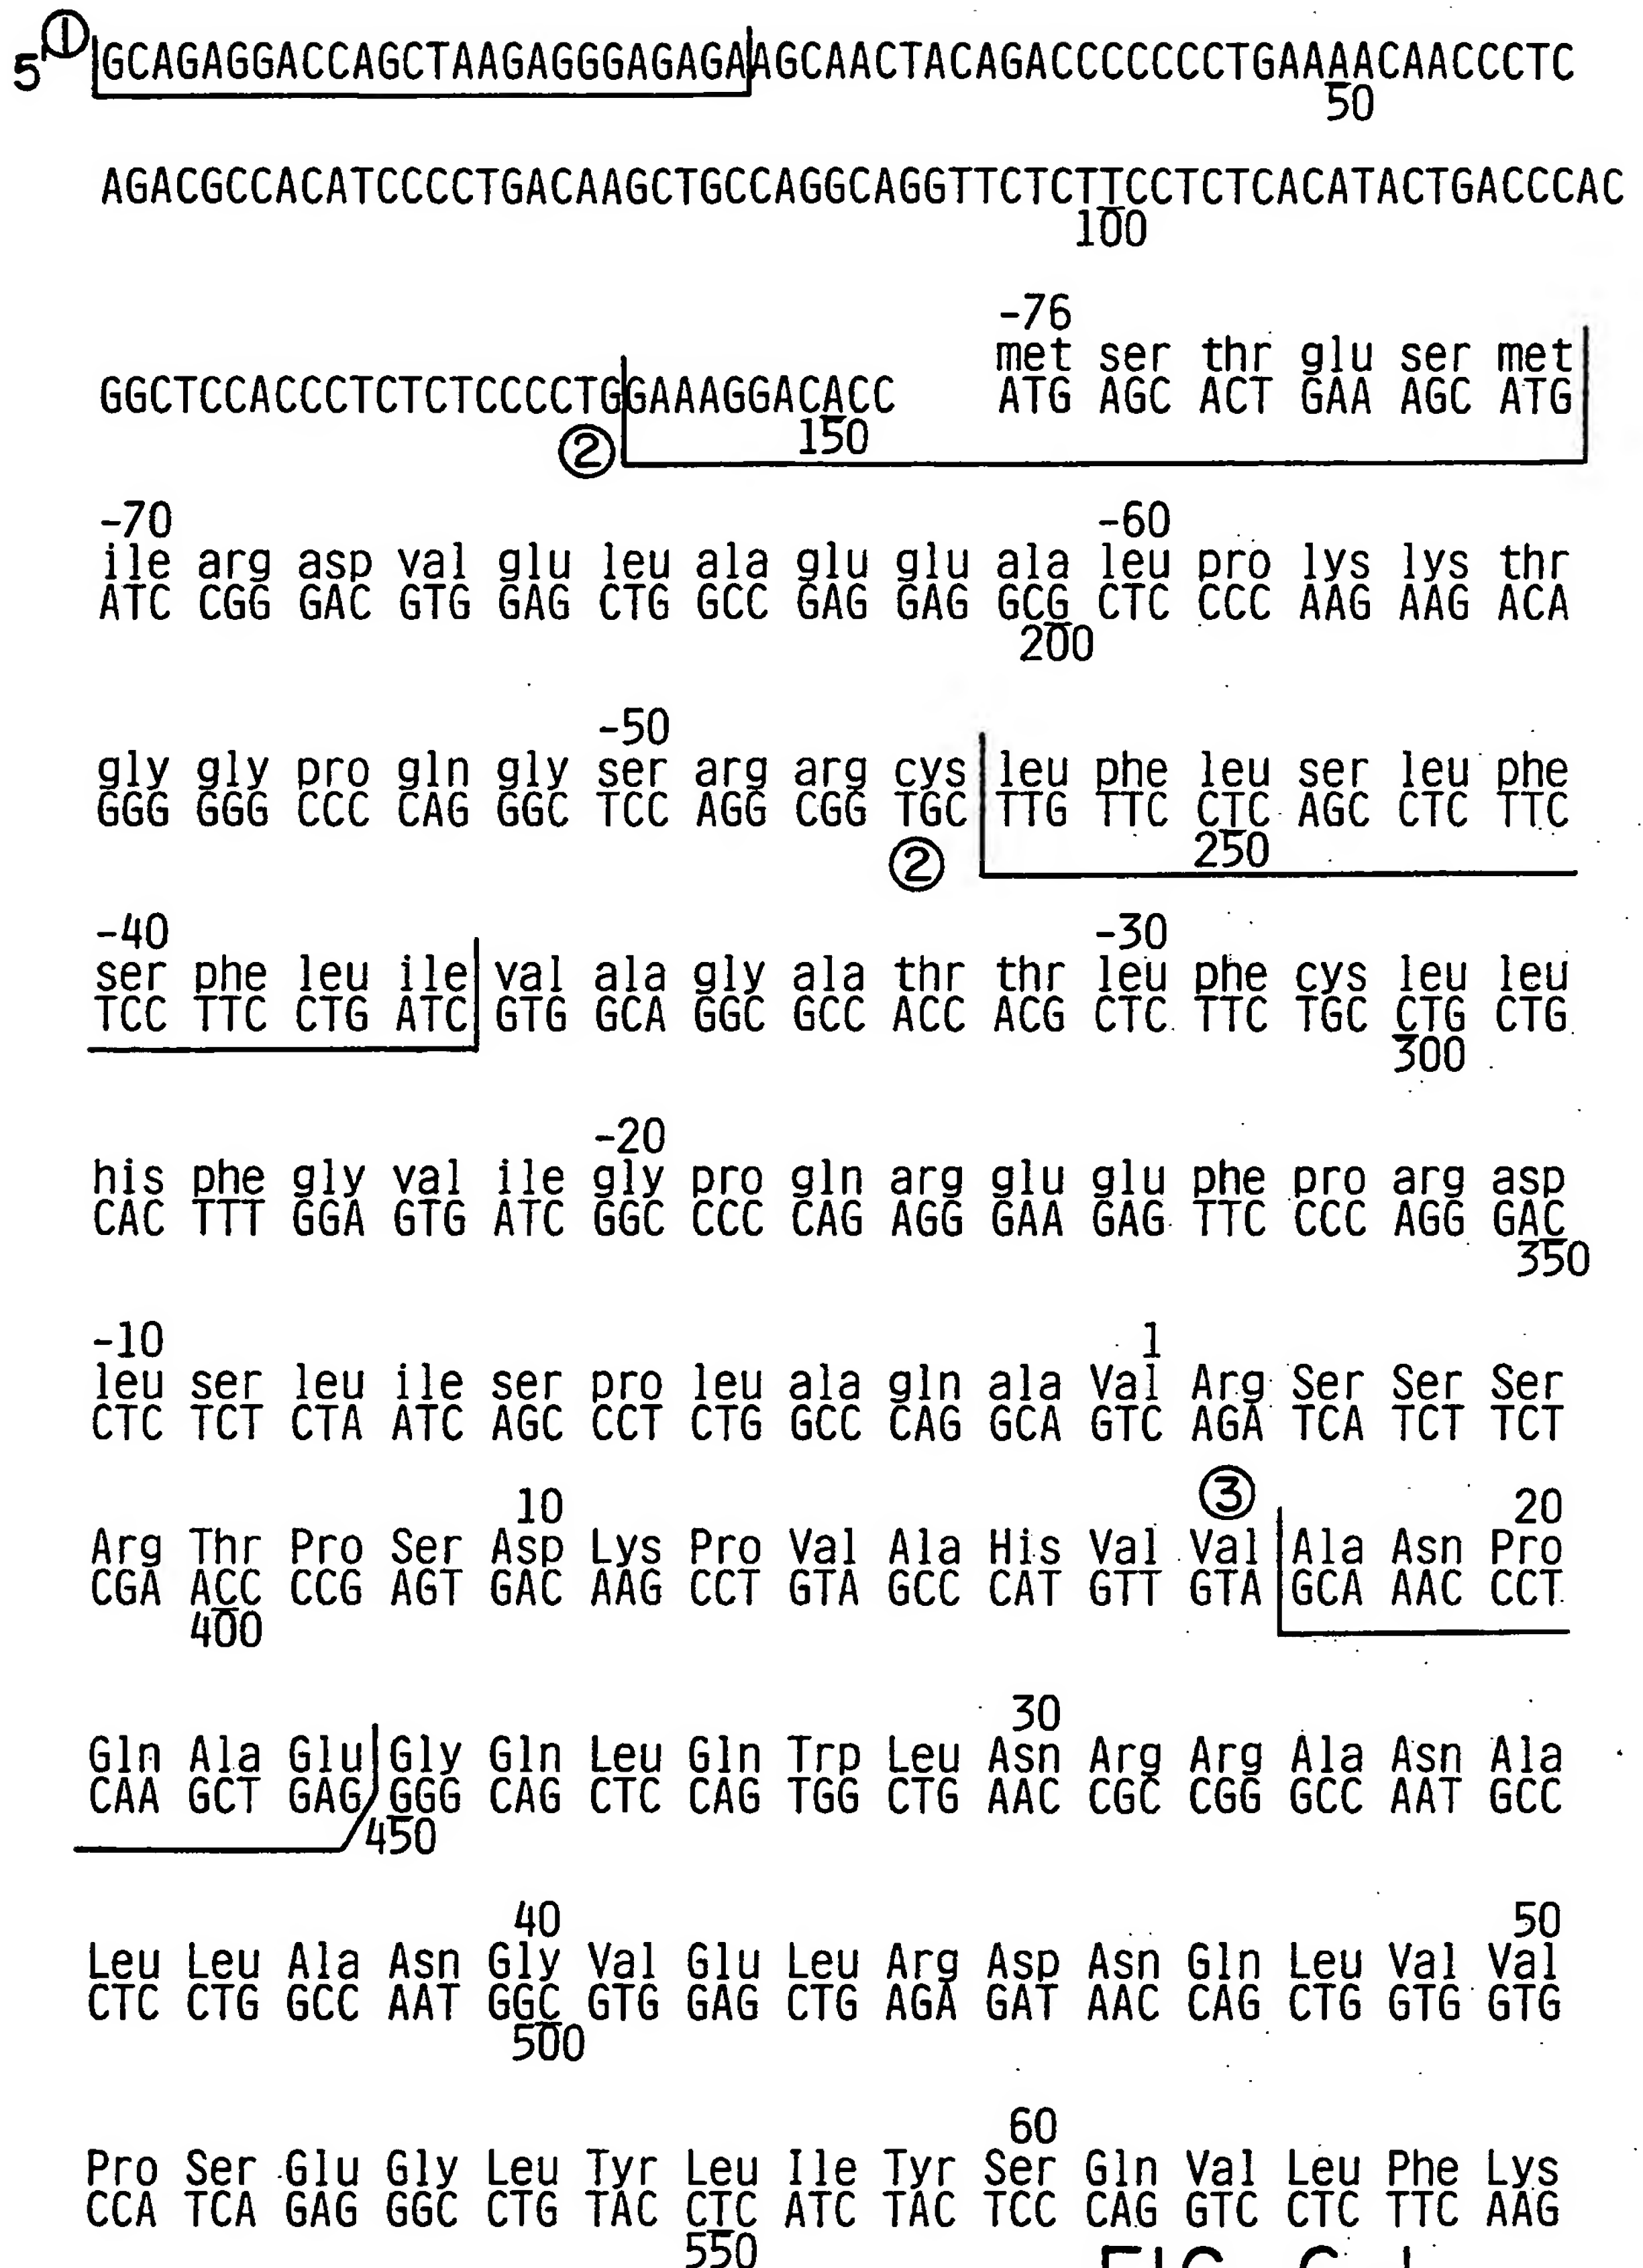 5' ① GCAGAGGACCAGCTAAGAGGGAGAGAAGCAACTACAGACCCCCCCTGAAAACAACCCTC
50
AGACGCCACATCCCCTGACAAGCTGCCAGGCAGGTTCTCTTCCTCTCACATACTGACCCAC
100
-76
met ser thr glu ser met
GGCTCCACCCTCTCTCCCCTGGAAAGGACACC ATG AGC ACT GAA AGC ATG
② 150
-70 -60
ile arg asp val glu leu ala glu glu ala leu pro lys lys thr
ATC CGG GAC GTG GAG CTG GCC GAG GAG GCG CTC CCC AAG AAG ACA
200
-50
gly gly pro gln gly ser arg arg cys leu phe leu ser leu phe
GGG GGG CCC CAG GGC TCC AGG CGG TGC TTG TTC CTC AGC CTC TTC
② 250
-40 -30
ser phe leu ile val ala gly ala thr thr leu phe cys leu leu
TCC TTC CTG ATC GTG GCA GGC GCC ACC ACG CTC TTC TGC CTG CTG
300
-20
his phe gly val ile gly pro gln arg glu glu phe pro arg asp
CAC TTT GGA GTG ATC GGC CCC CAG AGG GAA GAG TTC CCC AGG GAC
350
-10 1
leu ser leu ile ser pro leu ala gln ala Val Arg Ser Ser Ser
CTC TCT CTA ATC AGC CCT CTG GCC CAG GCA GTC AGA TCA TCT TCT
10 ③ 20
Arg Thr Pro Ser Asp Lys Pro Val Ala His Val Val Ala Asn Pro
CGA ACC CCG AGT GAC AAG CCT GTA GCC CAT GTT GTA GCA AAC CCT
400
30
Gln Ala Glu Gly Gln Leu Gln Trp Leu Asn Arg Arg Ala Asn Ala
CAA GCT GAG GGG CAG CTC CAG TGG CTG AAC CGC CGG GCC AAT GCC
450
40 50
Leu Leu Ala Asn Gly Val Glu Leu Arg Asp Asn Gln Leu Val Val
CTC CTG GCC AAT GGC GTG GAG CTG AGA GAT AAC CAG CTG GTG GTG
500
60
Pro Ser Glu Gly Leu Tyr Leu Ile Tyr Ser Gln Val Leu Phe Lys
CCA TCA GAG GGC CTG TAC CTC ATC TAC TCC CAG GTC CTC TTC AAG
550